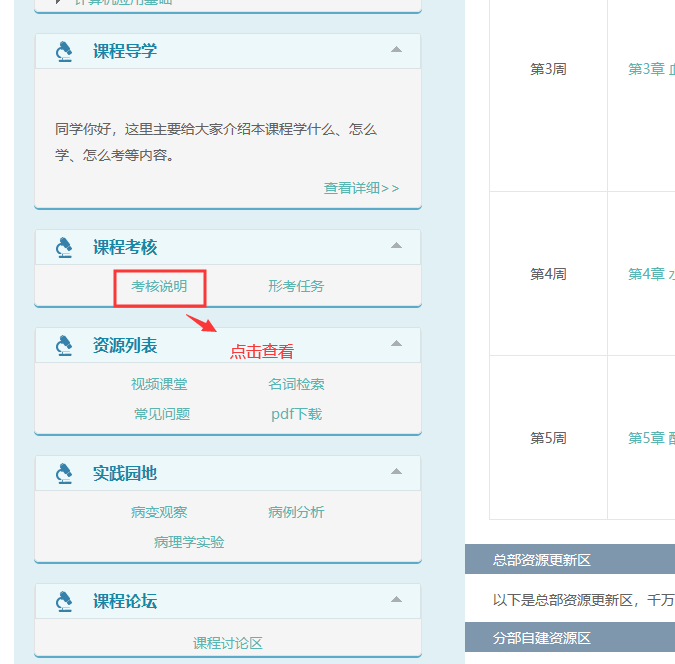 计算机应用基础
课程导学
同学你好，这里主要给大家介绍本课程学什么、怎么
学、怎么考等内容。
查看详细>>
课程考核
考核说明 形考任务
点击查看
资源列表
视频课堂 名词检索
常见问题 pdf下载
实践园地
病变观察 病例分析
病理学实验
课程论坛
课程讨论区
第3周 第3章
第4周 第4章
第5周 第5章
总部资源更新区
以下是总部资源更新区，千万
分部自建资源区